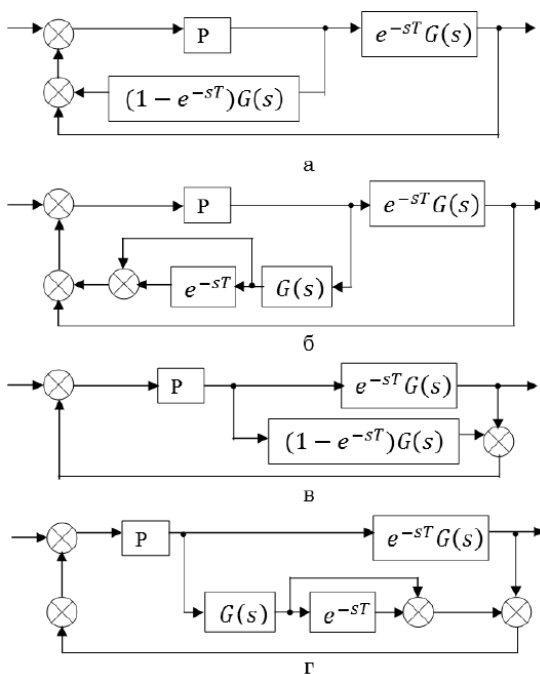 P
e^{-sT}G(s)
(1 − e^{-sT})G(s)
а
P
e^{-sT}G(s)
e^{-sT}
G(s)
б
P
e^{-sT}G(s)
(1 − e^{-sT})G(s)
в
P
e^{-sT}G(s)
G(s)
e^{-sT}
г